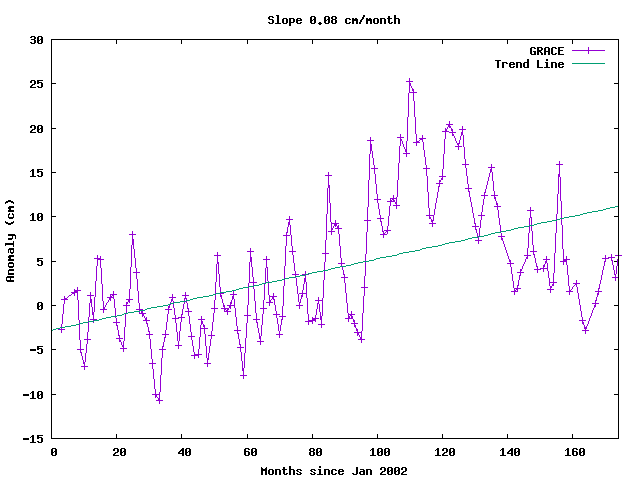 Slope 0.08 cm/month
30
GRACE
Trend Line
25
20
15
10
5
0
-5
-10
-15
Anomaly (cm)
0 20 40 60 80 100 120 140 160
Months since Jan 2002